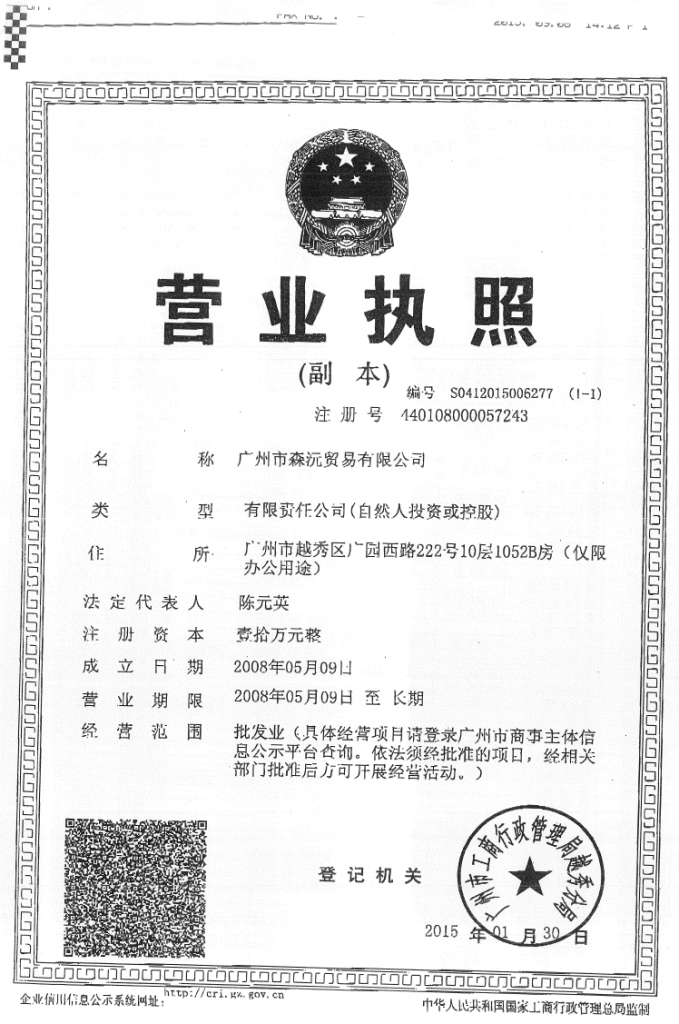 2015. 09.08 14:12 P 1
营业执照
(副 本)
编号 S0412015006277 (1-1)
注册号 440108000057243
名 称 广州市森沅贸易有限公司
类 型 有限责任公司(自然人投资或控股)
住 所 广州市越秀区广园西路222号10层1052B房（仅限
办公用途）
法定代表人 陈元英
注册资本 壹拾万元整
成立日期 2008年05月09日
营业期限 2008年05月09日 至 长期
经营范围 批发业（具体经营项目请登录广州市商事主体信
息公示平台查询。依法须经批准的项目，经相关
部门批准后方可开展经营活动。）
登记机关
广州市工商行政管理局越秀分局
2015 年 01 月 30 日
企业信用信息公示系统网址：http://cri.gz.gov.cn
中华人民共和国国家工商行政管理总局监制